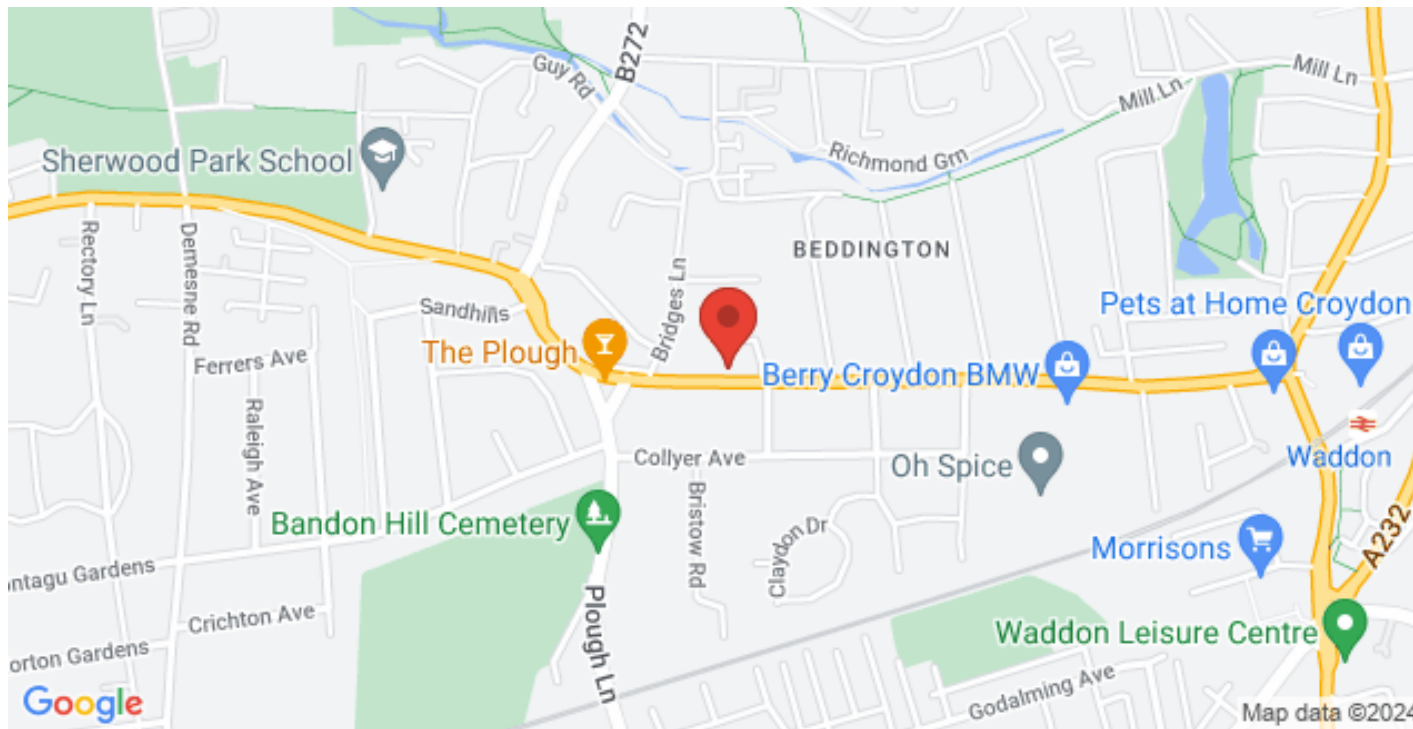 B272
Guy Rd
Mill Ln
Mill Ln
Richmond Grn
Sherwood Park School
Rectory Ln
Demesne Rd
BEDDINGTON
Sandhills
Bridges Ln
Pets at Home Croydon
The Plough
Ferrers Ave
Berry Croydon BMW
Raleigh Ave
Collyer Ave
Oh Spice
Waddon
Bristow Rd
Bandon Hill Cemetery
Claydon Dr
Morrisons
A232
ontagu Gardens
Crichton Ave
Plough Ln
Waddon Leisure Centre
orton Gardens
Godalming Ave
Google
Map data ©2024